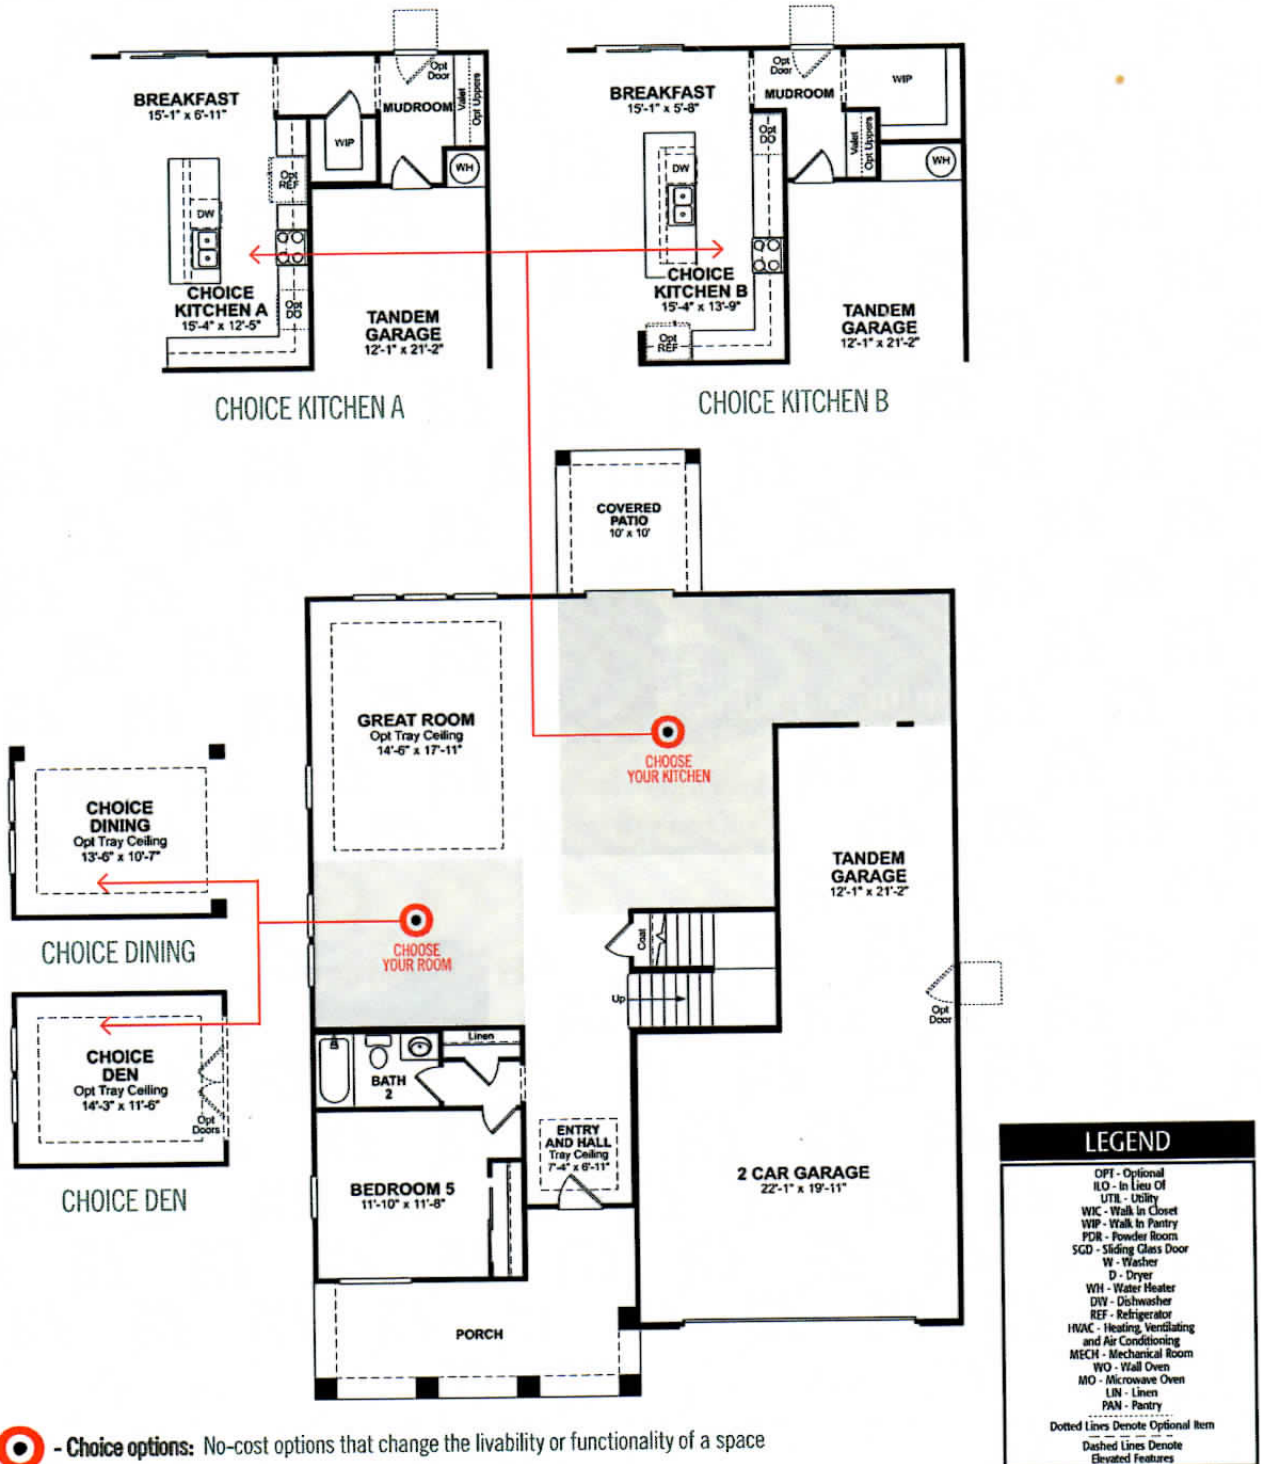 BREAKFAST
15'-1" x 6'-11"
Opt
Door
MUDROOM
Valet
Opt Uppers
WIP
WH
Opt
REF
DW
CHOICE
KITCHEN A
15'-4" x 12'-5"
Opt
DO
TANDEM
GARAGE
12'-1" x 21'-2"
CHOICE KITCHEN A
BREAKFAST
15'-1" x 5'-8"
Opt
Door
MUDROOM
WIP
Opt
DO
Valet
Opt Uppers
WH
DW
CHOICE
KITCHEN B
15'-4" x 13'-9"
Opt
REF
TANDEM
GARAGE
12'-1" x 21'-2"
CHOICE KITCHEN B
COVERED
PATIO
10' x 10'
GREAT ROOM
Opt Tray Ceiling
14'-6" x 17'-11"
CHOOSE
YOUR KITCHEN
CHOICE
DINING
Opt Tray Ceiling
13'-6" x 10'-7"
CHOICE DINING
TANDEM
GARAGE
12'-1" x 21'-2"
CHOOSE
YOUR ROOM
Coat
Up
Opt
Door
CHOICE
DEN
Opt Tray Ceiling
14'-3" x 11'-6"
Opt
Doors
CHOICE DEN
Linen
BATH
2
ENTRY
AND HALL
Tray Ceiling
7'-4" x 6'-11"
BEDROOM 5
11'-10" x 11'-8"
2 CAR GARAGE
22'-1" x 19'-11"
PORCH
LEGEND
OPT - Optional
ILO - In Lieu Of
UTIL - Utility
WIC - Walk In Closet
WIP - Walk In Pantry
PDR - Powder Room
SGD - Sliding Glass Door
W - Washer
D - Dryer
WH - Water Heater
DW - Dishwasher
REF - Refrigerator
HVAC - Heating, Ventilating
and Air Conditioning
MECH - Mechanical Room
WO - Wall Oven
MO - Microwave Oven
LIN - Linen
PAN - Pantry
Dotted Lines Denote Optional Item
Dashed Lines Denote
Elevated Features
- Choice options: No-cost options that change the livability or functionality of a space